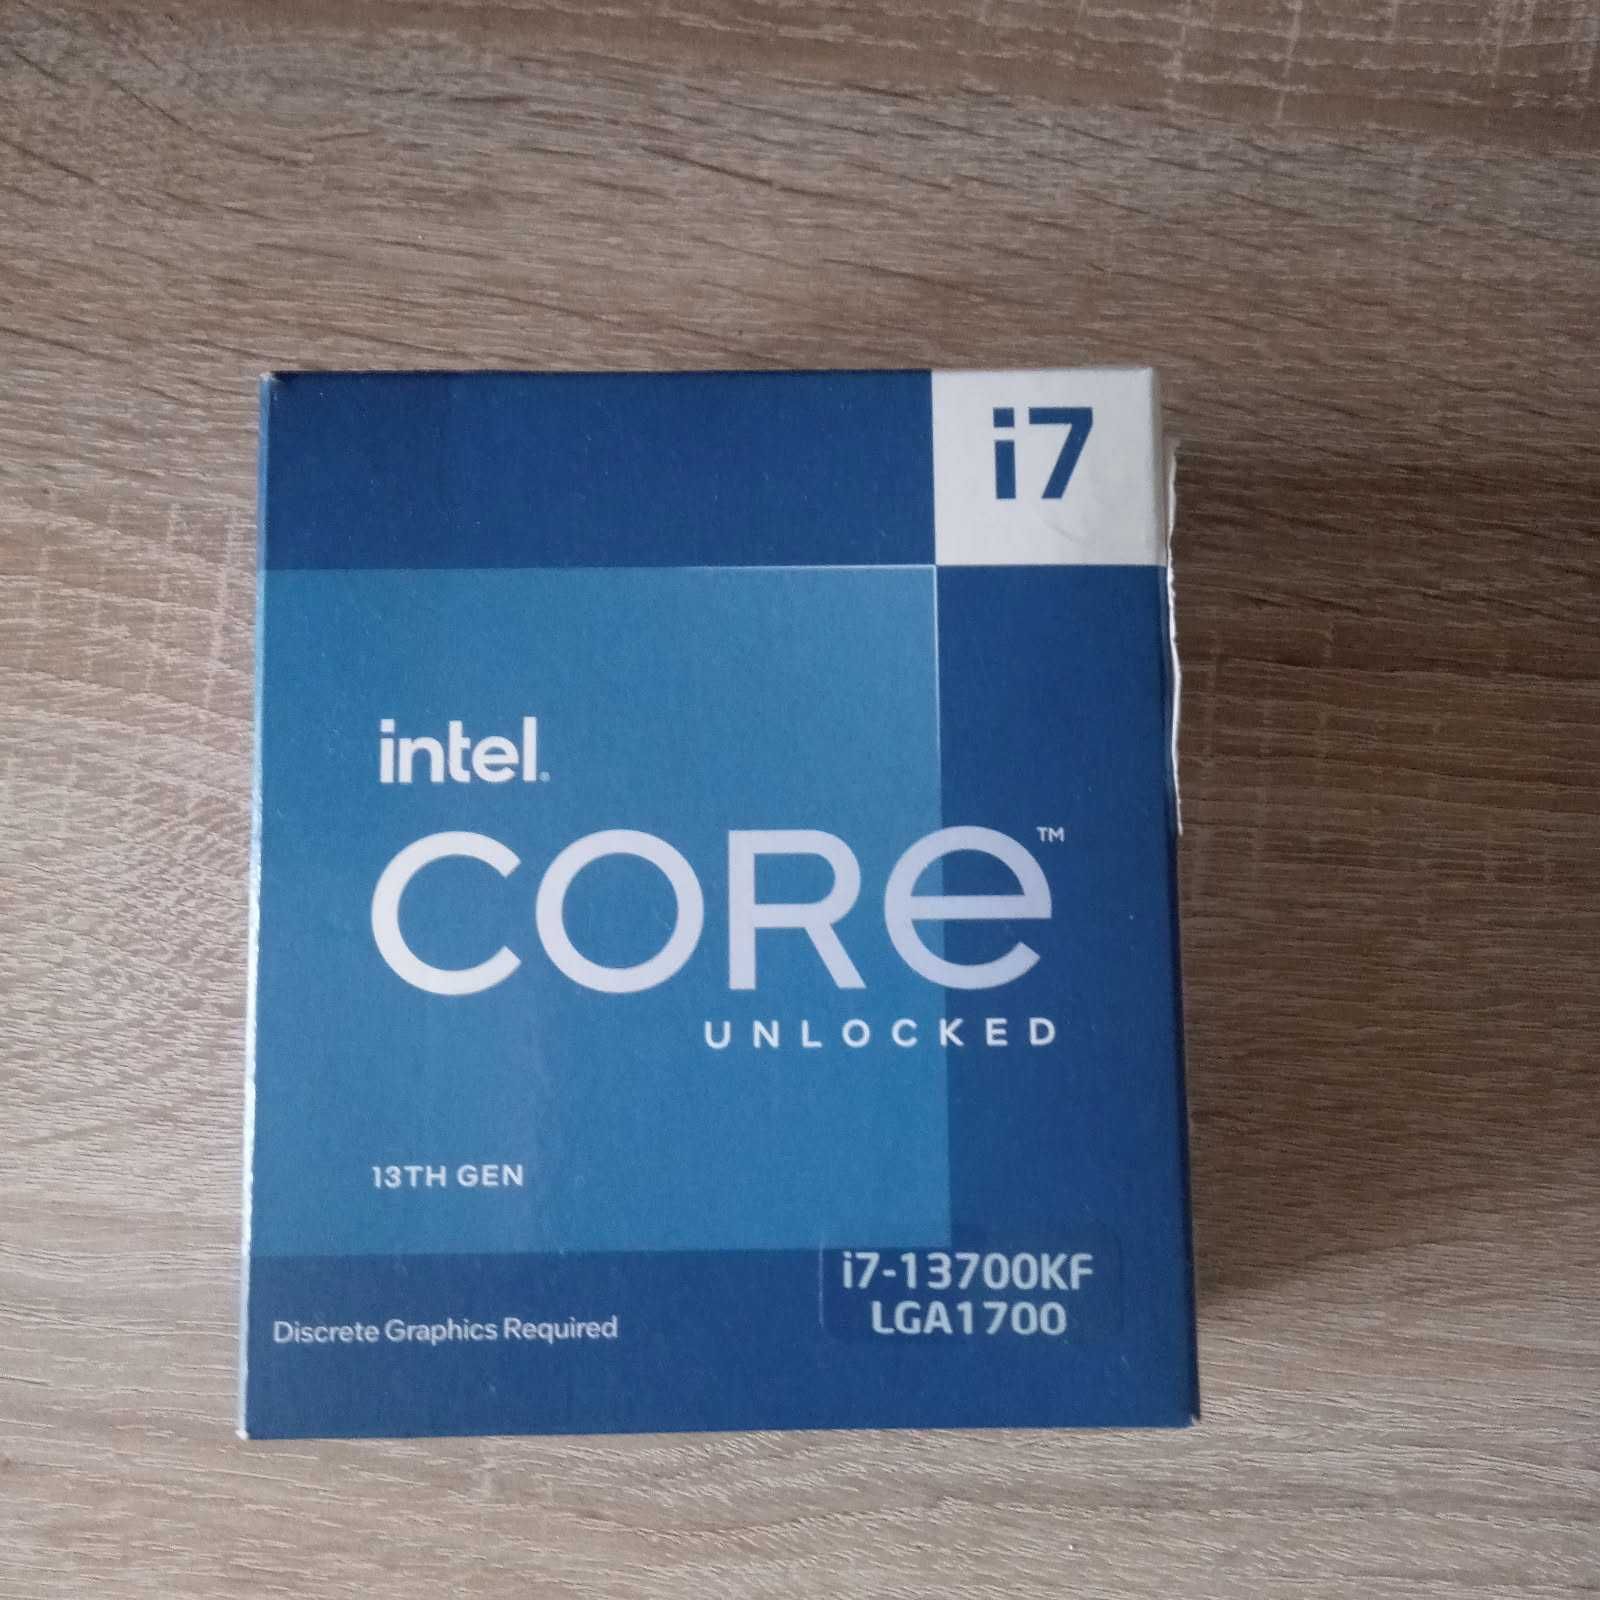 i7
intel.
CORE™
UNLOCKED
13TH GEN
i7-13700KF
LGA1700
Discrete Graphics Required